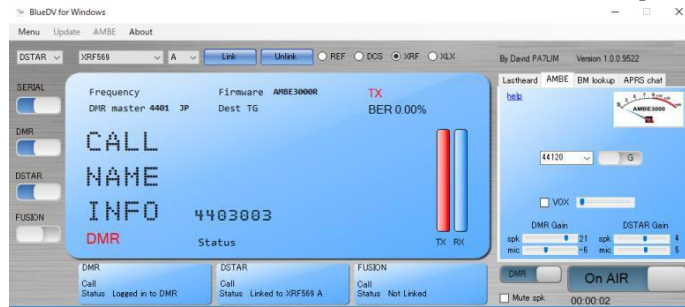 BlueDV for Windows
Menu Update AMBE About
DSTAR XRF569 A Link Unlink REF DCS XRF XLX
By David PA7LIM Version 1.0.0.9522
SERIAL
DMR
DSTAR
FUSION
Frequency Firmware AMBE3000R TX
DMR master 4401 JP Dest TG BER 0.00%
CALL
NAME
INFO 4403003
DMR Status TX RX
DMR
Call
Status Logged in to DMR
DSTAR
Call
Status Linked to XRF569 A
FUSION
Call
Status Not Linked
Lastheard AMBE BM lookup APRS chat
help
AMBE3000
44120 G
VOX
DMR Gain DSTAR Gain
spk 21 spk 4
mic -6 mic 5
DMR On AIR
Mute spk 00:00:02